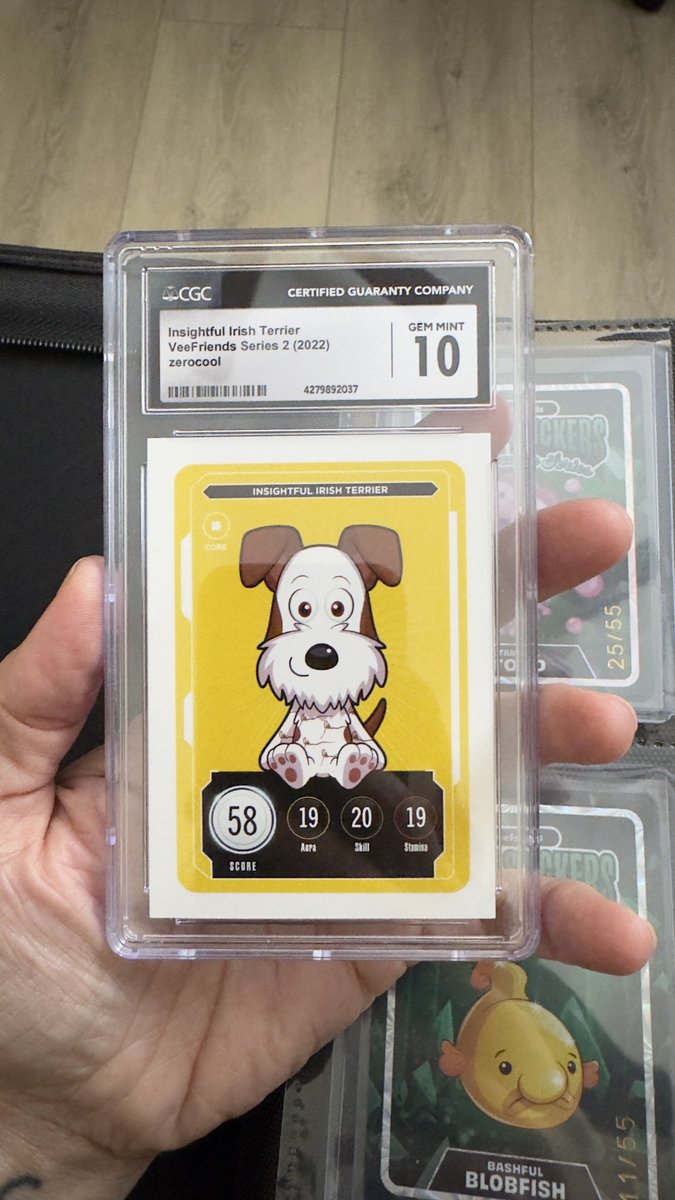 CGC
CERTIFIED GUARANTY COMPANY
Insightful Irish Terrier
VeeFriends Series 2 (2022)
zerocool
GEM MINT
10
4279892037
INSIGHTFUL IRISH TERRIER
CORE
58
SCORE
19
Aura
20
Skill
19
Stamina
25/55
BASHFUL
BLOBFISH